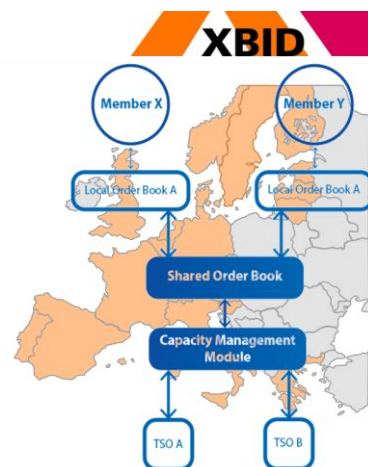 XBID
Member X
Member Y
Local Order Book A
Local Order Book A
Shared Order Book
Capacity Management
Module
TSO A
TSO B